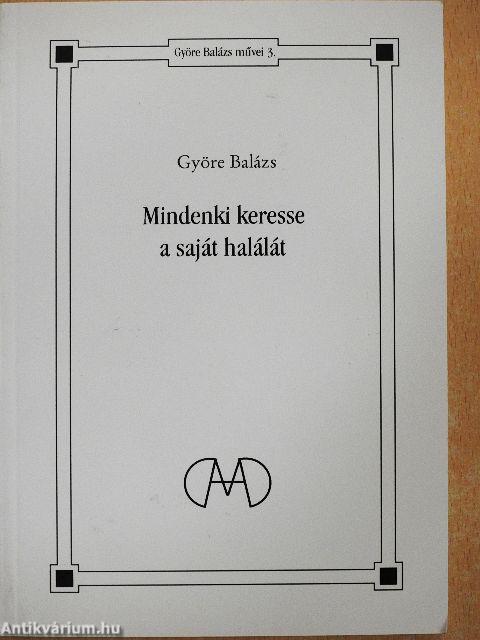 Györe Balázs művei 3.
Györe Balázs
Mindenki keresse
a saját halálát
Antikvárium.hu